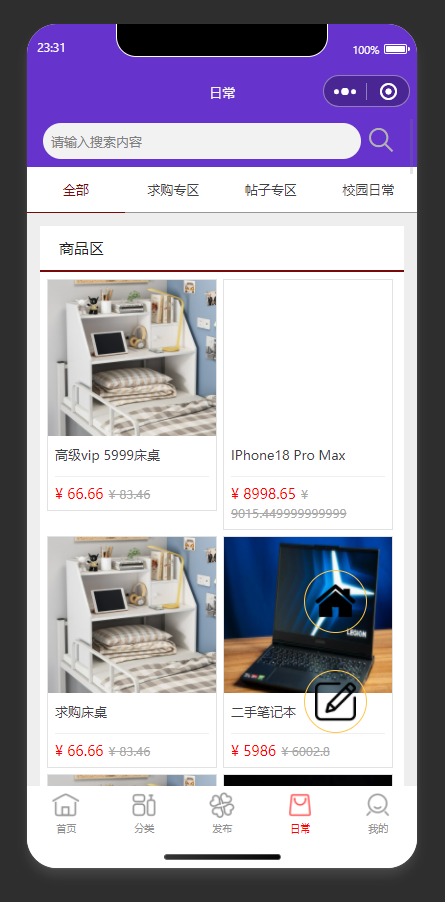 23:31
100%
日常
请输入搜索内容
全部 求购专区 帖子专区 校园日常
商品区
高级vip 5999床桌
¥ 66.66 ¥ 83.46
IPhone18 Pro Max
¥ 8998.65 ¥
9015.449999999999
求购床桌
¥ 66.66 ¥ 83.46
LEGION
二手笔记本
¥ 5986 ¥ 6002.8
首页 分类 发布 日常 我的